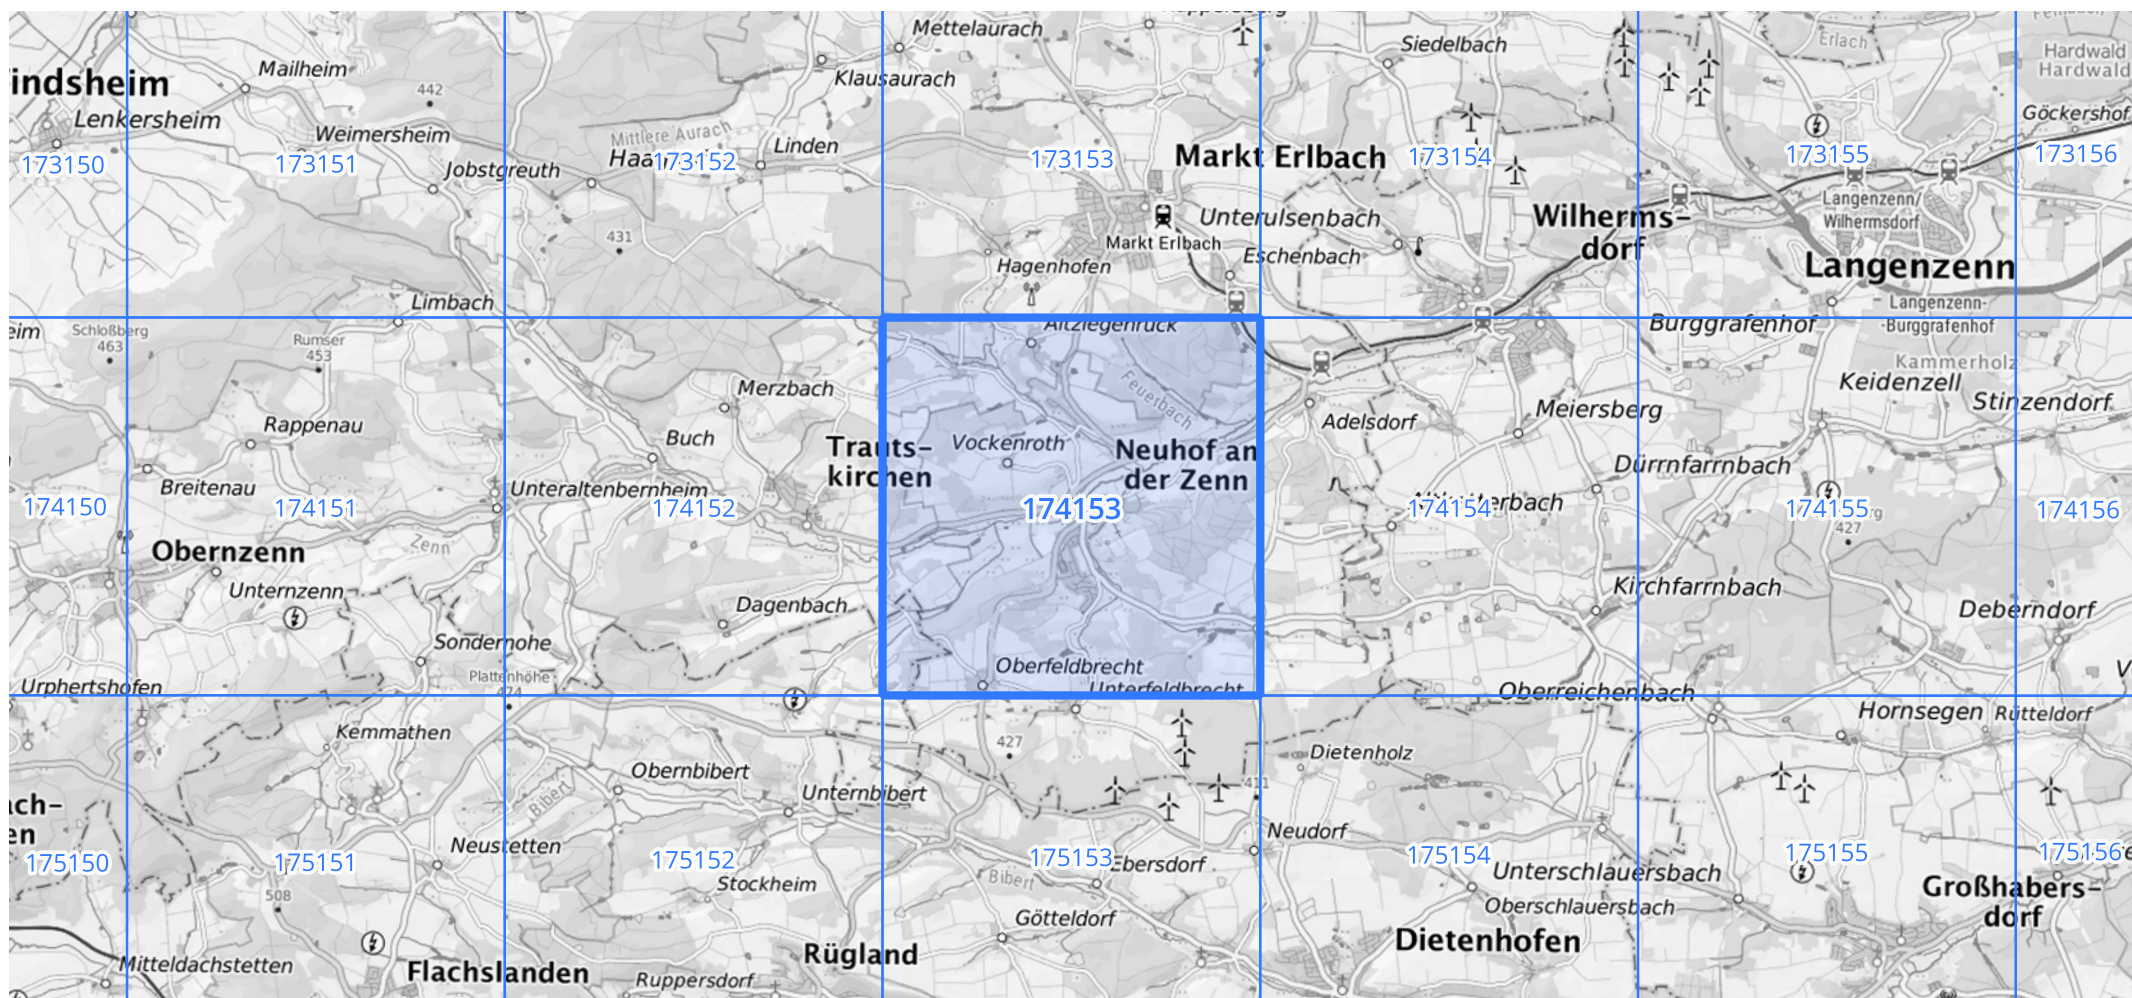 Mettelaurach
Siedelbach
Erlach
Hardwald
Hardwald
indsheim
Mailheim
Klausaurach
442
Lenkersheim
Weimersheim
Mittlere Aurach
Linden
Göckershof
173150
173151
Jobstgreuth
173152
173153
Markt Erlbach
173154
173155
173156
Langenzenn/
Wilhermsdorf
Unterulsenbach
Wilherms-
dorf
431
Markt Erlbach
Eschenbach
Hagenhofen
Langenzenn
Limbach
Langenzenn-
Burggrafenhof
eim
Schloßberg
463
Rumser
453
Altziegenrück
Burggrafenhof
Kammerholz
Merzbach
Feuerbach
Keidenzell
Stinzendorf
Rappenau
Buch
Adelsdorf
Meiersberg
Trauts-
kirchen
Vockenroth
Neuhof an
der Zenn
Dürrnfarrnbach
Breitenau
Unteraltenbernheim
174150
174151
174152
174153
174154
174155
174156
427
Obernzenn
Zenn
Unternzenn
Dagenbach
Kirchfarrnbach
Deberndorf
Sondernohe
Plattenhöhe
474
Oberfeldbrecht
Unterfeldbrecht
Urphertshofen
Oberreichenbach
Kemmathen
427
Hornsegen
Rütteldorf
Dietenholz
Obernbibert
Unternbibert
Bibert
411
ach-
en
Neustetten
Neudorf
175150
175151
175152
175153
Ebersdorf
175154
175155
175156
Unterschlauersbach
508
Stockheim
Bibert
Oberschlauersbach
Großhabers-
dorf
Götteldorf
Rügland
Dietenhofen
Mitteldachstetten
Flachslanden
Ruppersdorf